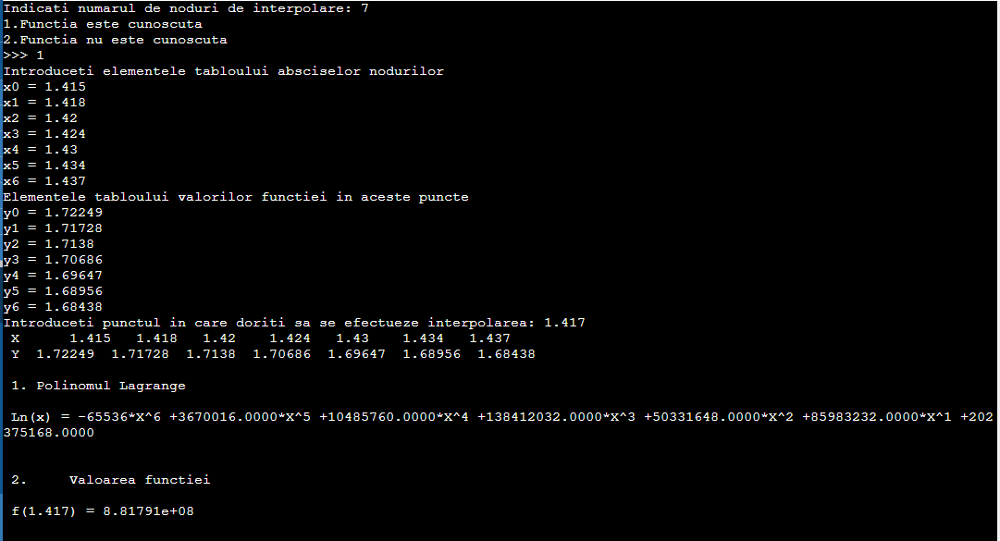 Indicati numarul de noduri de interpolare: 7
1.Functia este cunoscuta
2.Functia nu este cunoscuta
>>> 1
Introduceti elementele tabloului absciselor nodurilor
x0 = 1.415
x1 = 1.418
x2 = 1.42
x3 = 1.424
x4 = 1.43
x5 = 1.434
x6 = 1.437
Elementele tabloului valorilor functiei in aceste puncte
y0 = 1.72249
y1 = 1.71728
y2 = 1.7138
y3 = 1.70686
y4 = 1.69647
y5 = 1.68956
y6 = 1.68438
Introduceti punctul in care doriti sa se efectueze interpolarea: 1.417
X 1.415 1.418 1.42 1.424 1.43 1.434 1.437
Y 1.72249 1.71728 1.7138 1.70686 1.69647 1.68956 1.68438
1. Polinomul Lagrange
Ln(x) = -65536*X^6 +3670016.0000*X^5 +10485760.0000*X^4 +138412032.0000*X^3 +50331648.0000*X^2 +85983232.0000*X^1 +202
375168.0000
2. Valoarea functiei
f(1.417) = 8.81791e+08